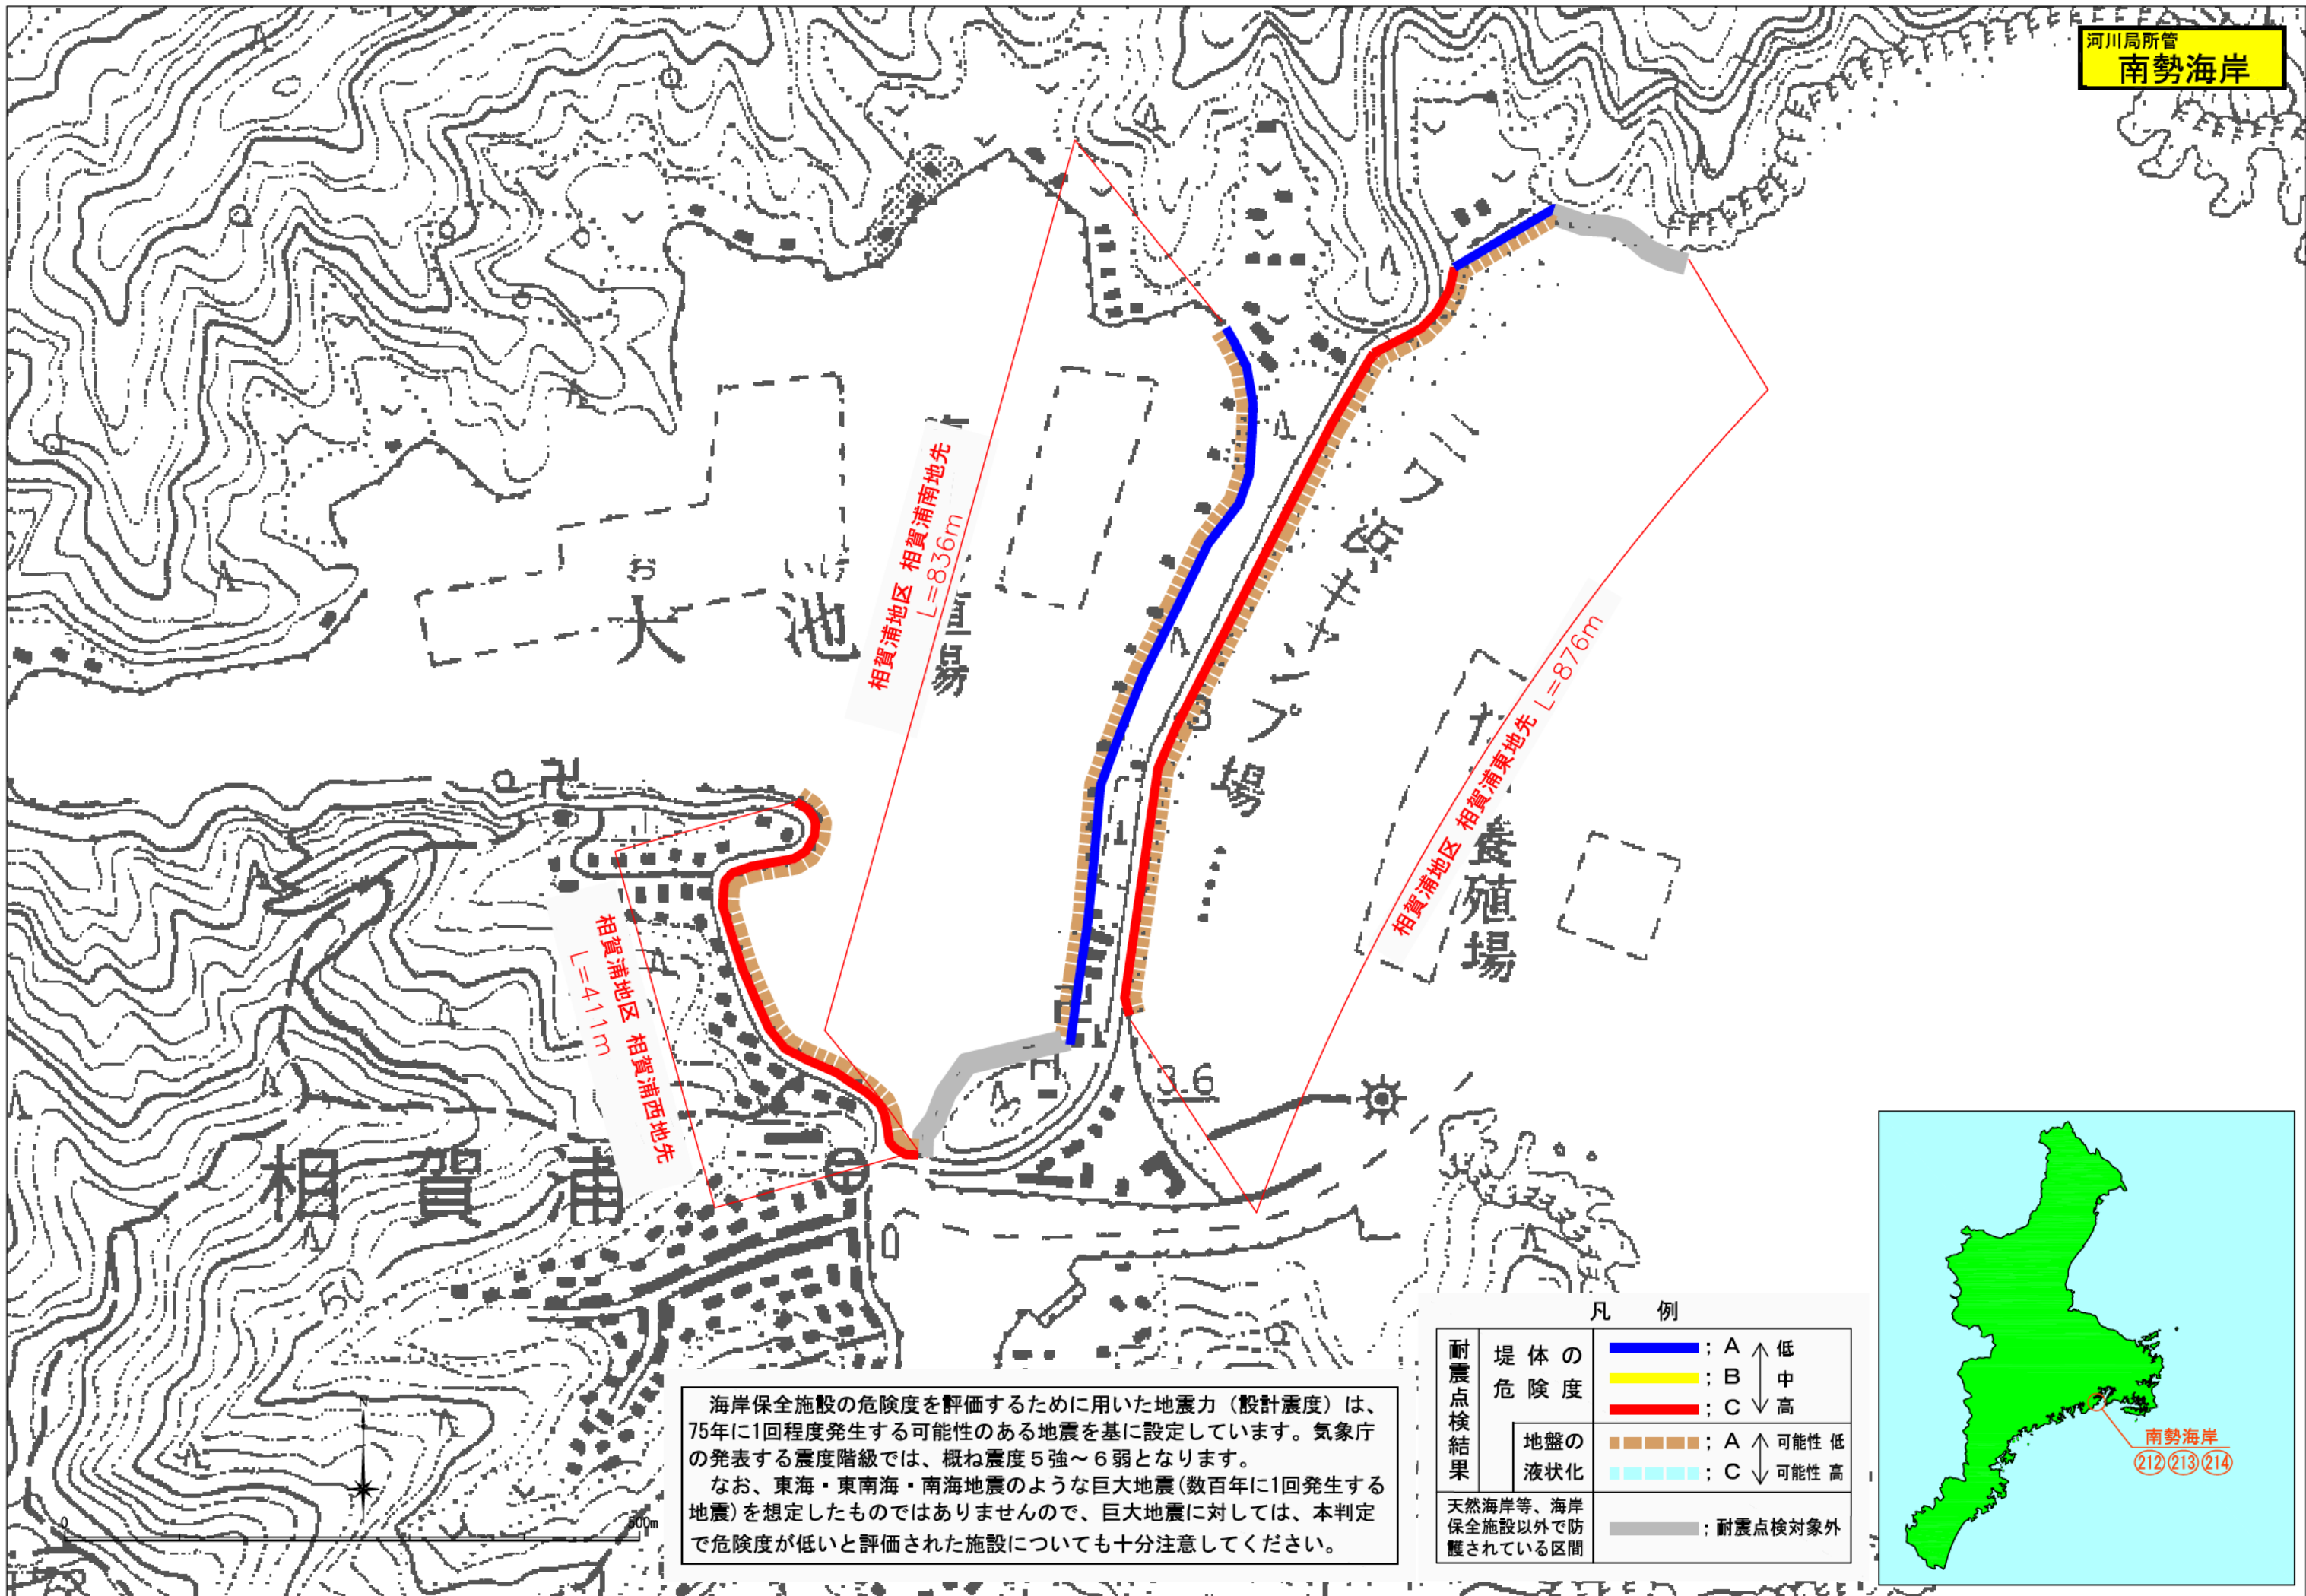 河川局所管
南勢海岸
相賀浦地区 相賀浦南地先
L=836m
ニワ浜キャンプ場
お
大 池
相賀浦地区 相賀浦東地先 L=876m
養殖場
相賀浦地区 相賀浦西地先
L=411m
3.6
相 賀 浦
60
N
0
500m
海岸保全施設の危険度を評価するために用いた地震力（設計震度）は、
75年に1回程度発生する可能性のある地震を基に設定しています。気象庁
の発表する震度階級では、概ね震度５強～６弱となります。
なお、東海・東南海・南海地震のような巨大地震(数百年に1回発生する
地震)を想定したものではありませんので、巨大地震に対しては、本判定
で危険度が低いと評価された施設についても十分注意してください。
凡 例
耐震点検結果
堤体の
危険度
; A 低
; B 中
; C 高
地盤の
液状化
; A 可能性 低
; C 可能性 高
天然海岸等、海岸
保全施設以外で防
護されている区間
; 耐震点検対象外
南勢海岸
212 213 214